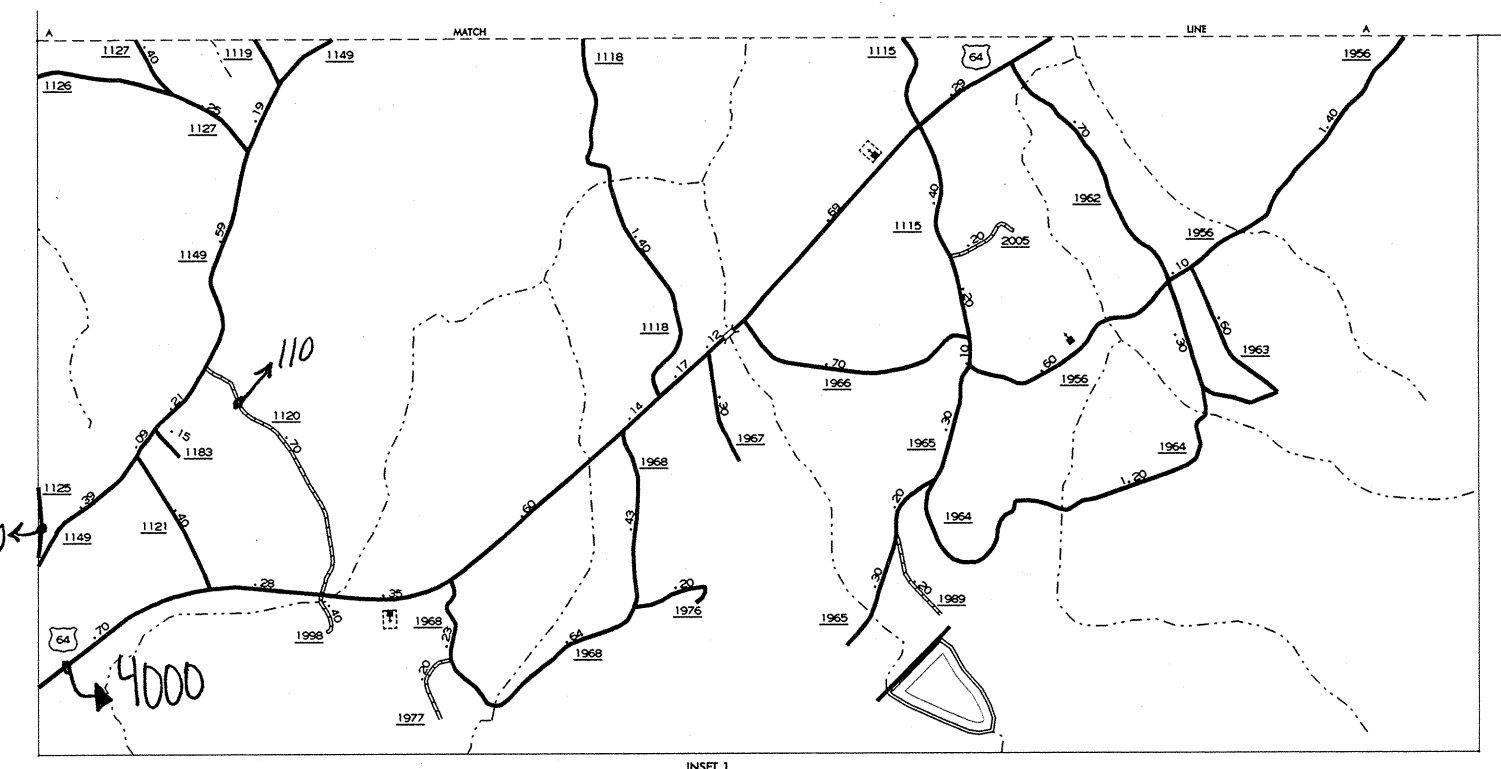 A MATCH LINE A
1127 .40 1119 1149 1118 1115 64 1956
1126
.25 .19 .29
1127 .70 1.40
.40 1962
.69
.59 1.40 1115 .20 2005 1956
1149
.10
.20
1118 .12 .60
110 .10 .30
.17 .70 .60 1963
1966 1956
.21 .14 .30
1120
.09 .15 .70 1967 .30 1965 1964
1183 1968
1.20
1125 .39 .20
.60
1121 .40 .43 1964
1149
.28 .35 .20 .30 .20
1976 1989
.40
64 .70 1998 1968 .23 .64 1965
1968
4000 .20
1977
INSET 1